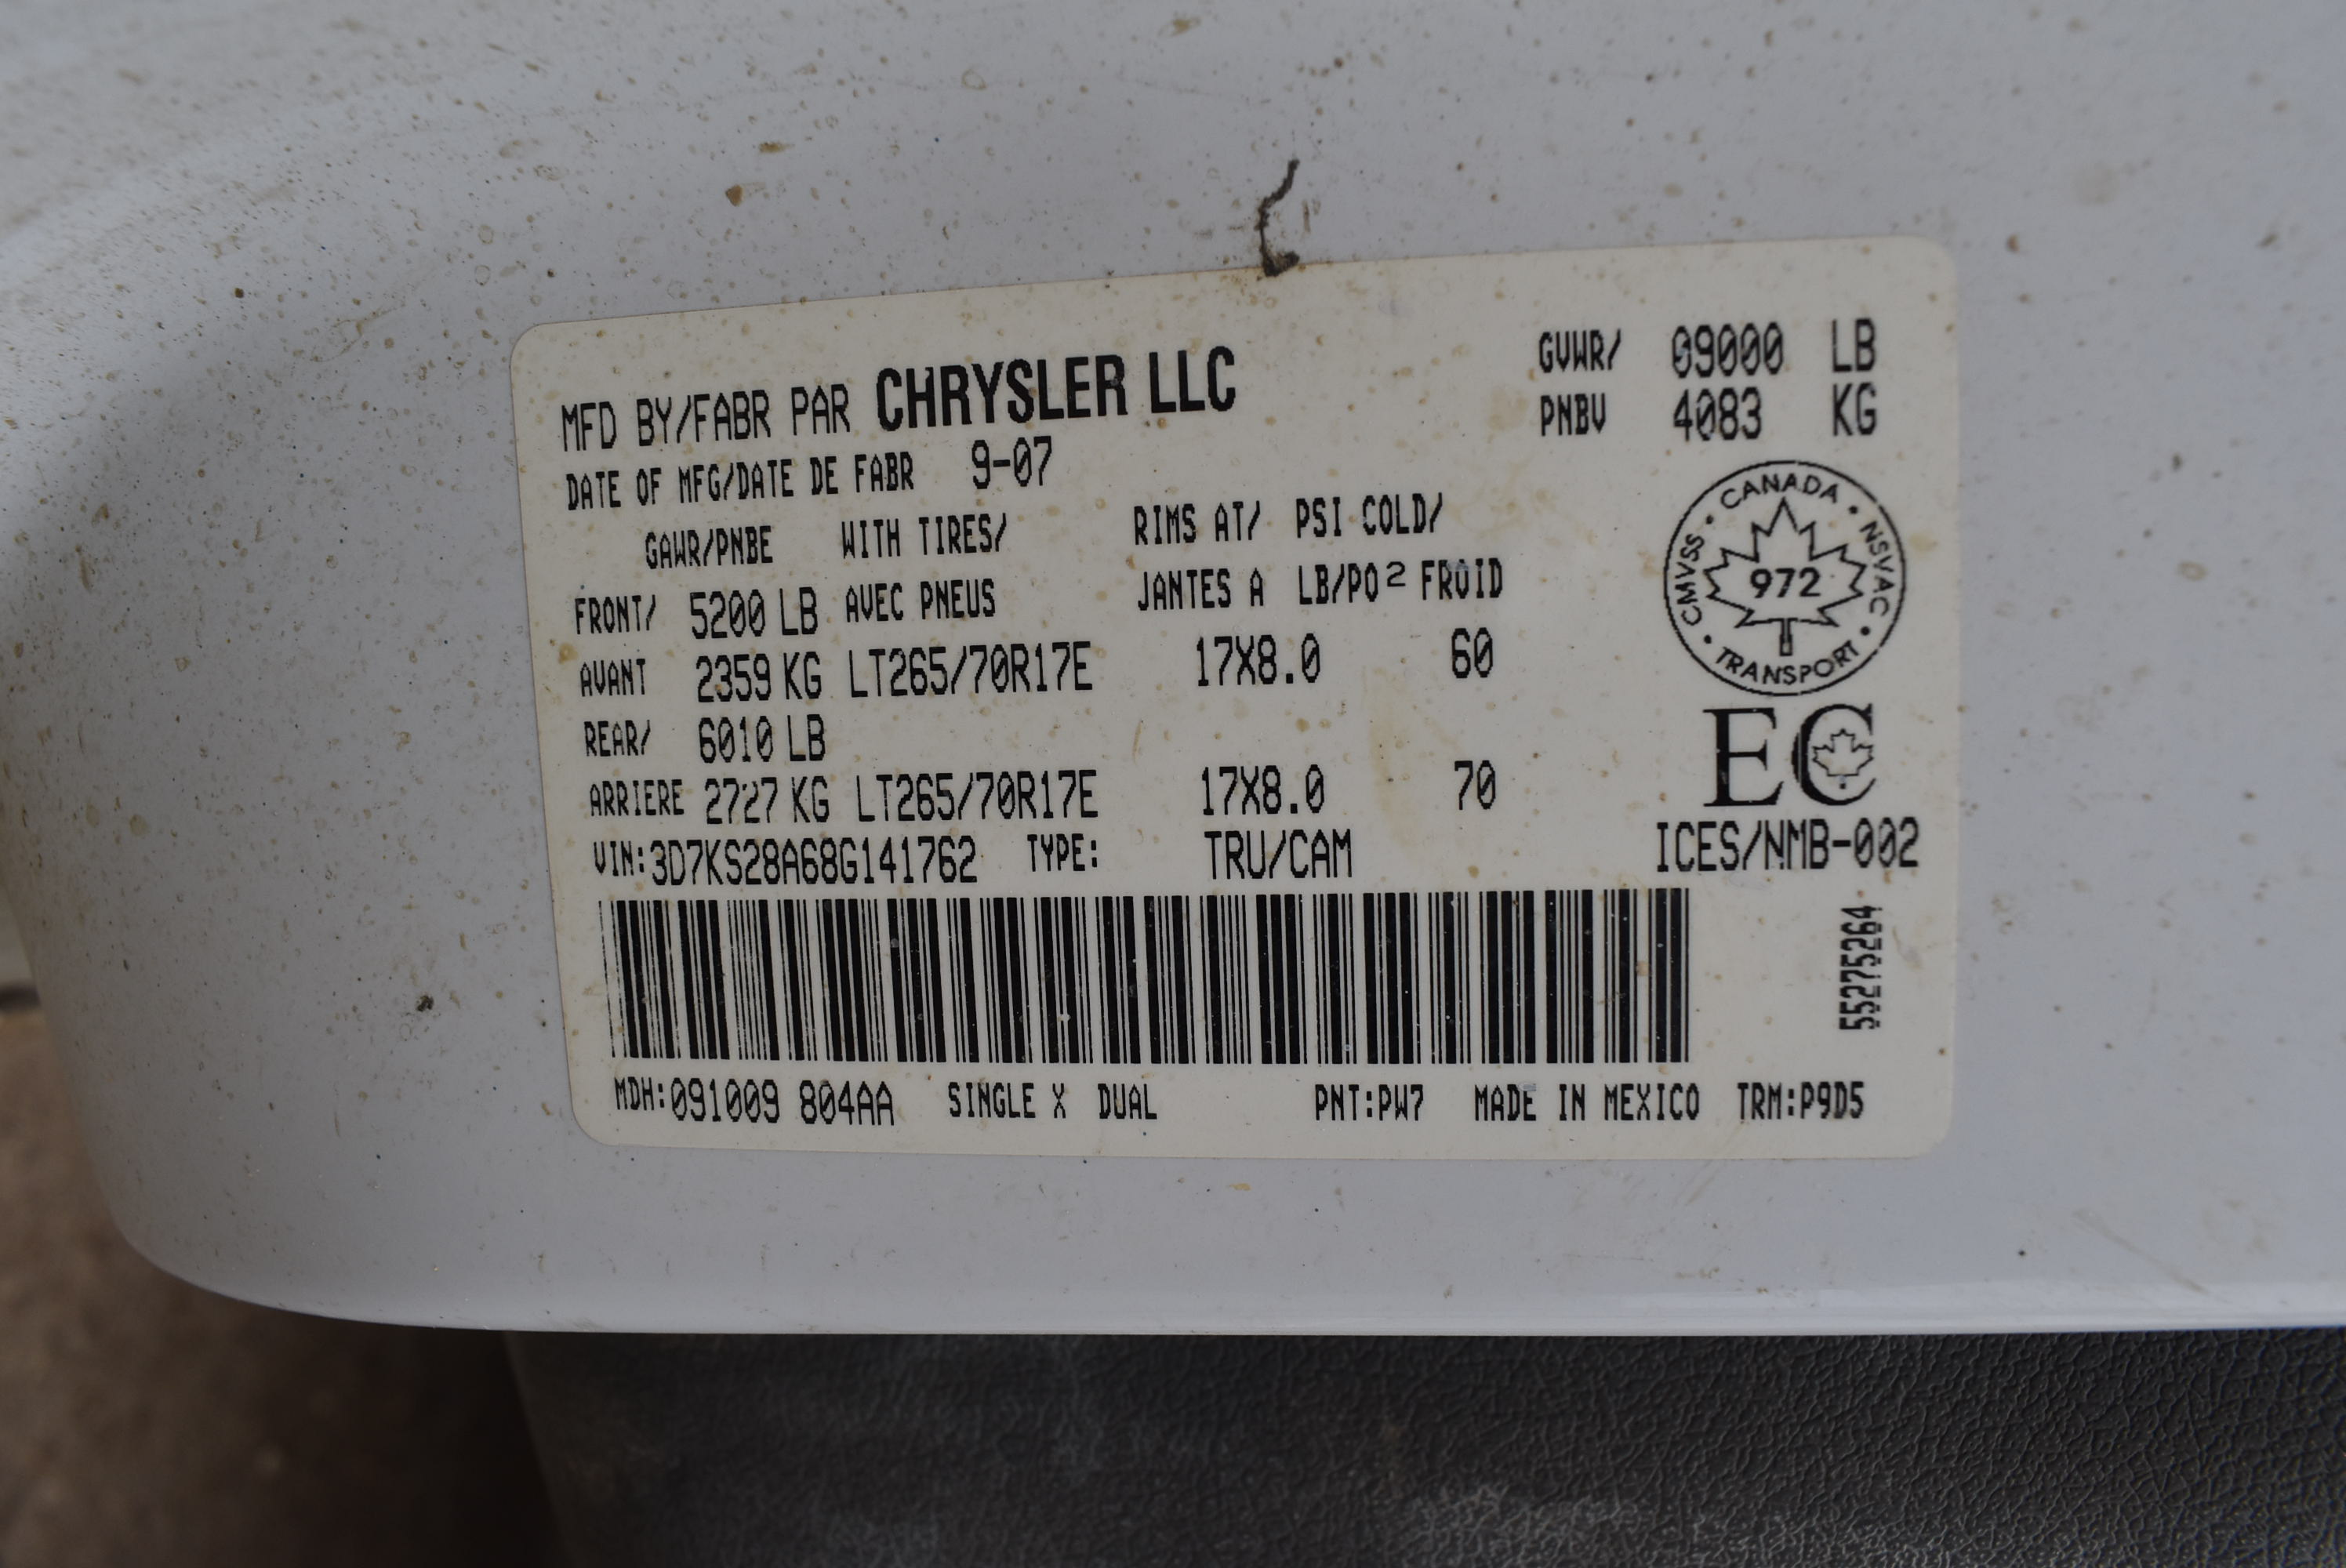 MFD BY/FABR PAR CHRYSLER LLC
GVWR/ 09000 LB
PNBV 4083 KG
DATE OF MFG/DATE DE FABR 9-07
GAWR/PNBE WITH TIRES/ RIMS AT/ PSI COLD/
FRONT/ 5200 LB AVEC PNEUS JANTES A LB/PO² FROID
AVANT 2359 KG LT265/70R17E 17X8.0 60
REAR/ 6010 LB
ARRIERE 2727 KG LT265/70R17E 17X8.0 70
VIN:3D7KS28A68G141762 TYPE: TRU/CAM
CANADA • NSVAC • TRANSPORT • CMVSS •
972
EC
ICES/NMB-002
55275264
MDH:091009 804AA SINGLE X DUAL PNT:PW7 MADE IN MEXICO TRM:P9D5